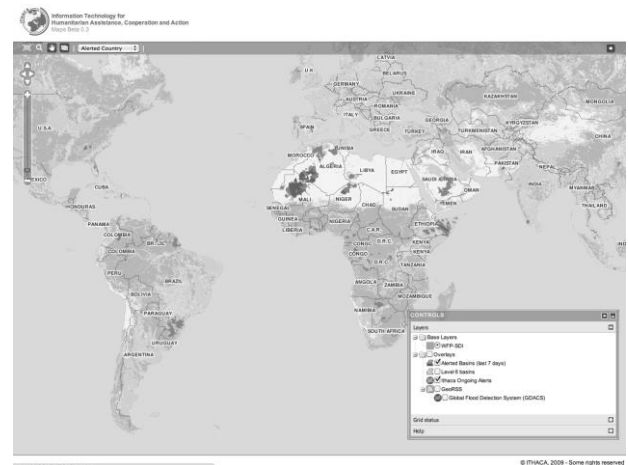 Information Technology for
Humanitarian Assistance, Cooperation and Action
Maps Beta 0.3
Alerted Country
LATVIA
U.K.
BELARUS
GERMANY
UKRAINE
AUSTRIA
ROMANIA
KAZAKHSTAN
MONGOLIA
ITALY
BULGARIA
GEORGIA
KYRGYZSTAN
SPAIN
GREECE
TURKEY
TURKMENISTAN
U.S.A
CHINA
MOROCCO
TUNISIA
IRAQ
IRAN
AFGHANISTAN
ALGERIA
LIBYA
EGYPT
PAKISTAN
NEPAL
MEXICO
CUBA
SAUDI ARABIA
OMAN
INDIA
MYANMAR
HONDURAS
MALI
NIGER
CHAD
SUDAN
YEMEN
THAILAND
SENEGAL
PANAMA
GUINEA
NIGERIA
ETHIOPIA
LIBERIA
C.A.R.
COLOMBIA
BRAZIL
CONGO
D.R.C.
KENYA
COLOMBIA
CONGO
D.R.C.
KENYA
TANZANIA
PERU
BRAZIL
ANGOLA
ZAMBIA
BOLIVIA
MOZAMBIQUE
PARAGUAY
NAMIBIA
SOUTH AFRICA
URUGUAY
ARGENTINA
CONTROLS
Layers
Base Layers
WFP-SDI
Overlays
Alerted Basins (last 7 days)
Level 6 basins
Ithaca Ongoing Alerts
GeoRSS
Global Flood Detection System (GDACS)
Grid status
Help
© ITHACA, 2009 - Some rights reserved